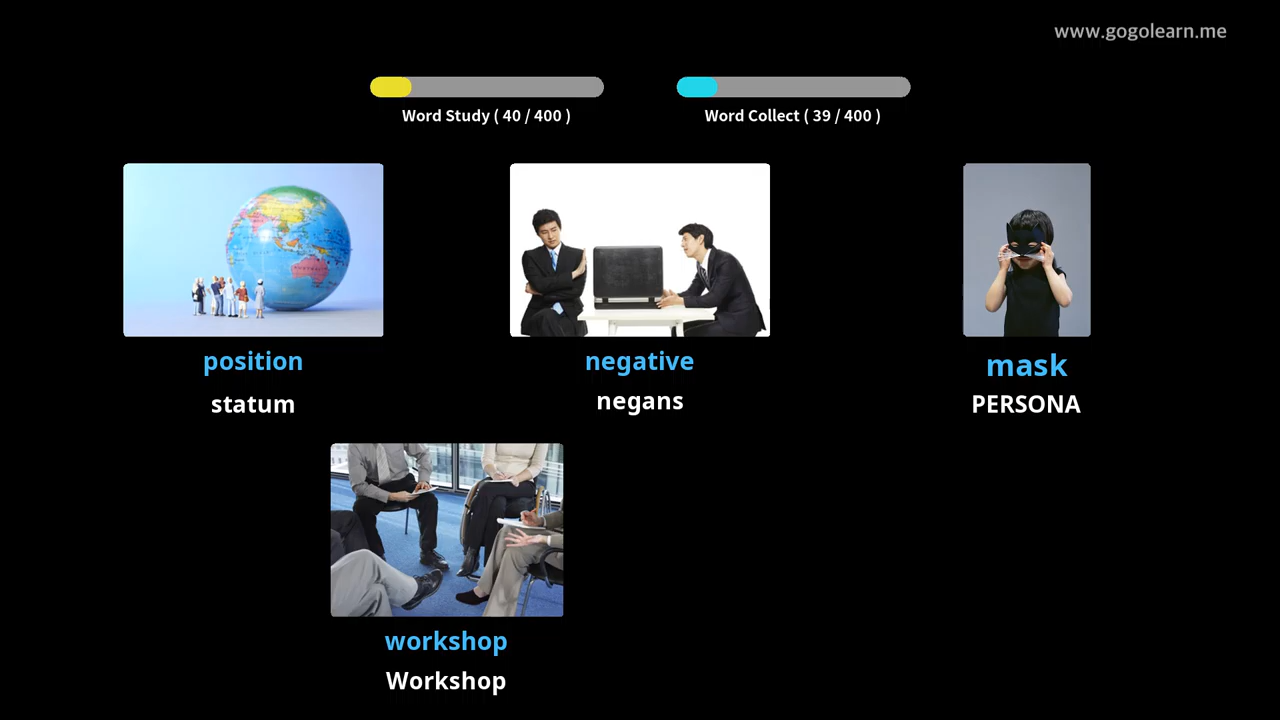 www.gogolearn.me
Word Study ( 40 / 400 )
Word Collect ( 39 / 400 )
position
statum
negative
negans
mask
PERSONA
workshop
Workshop